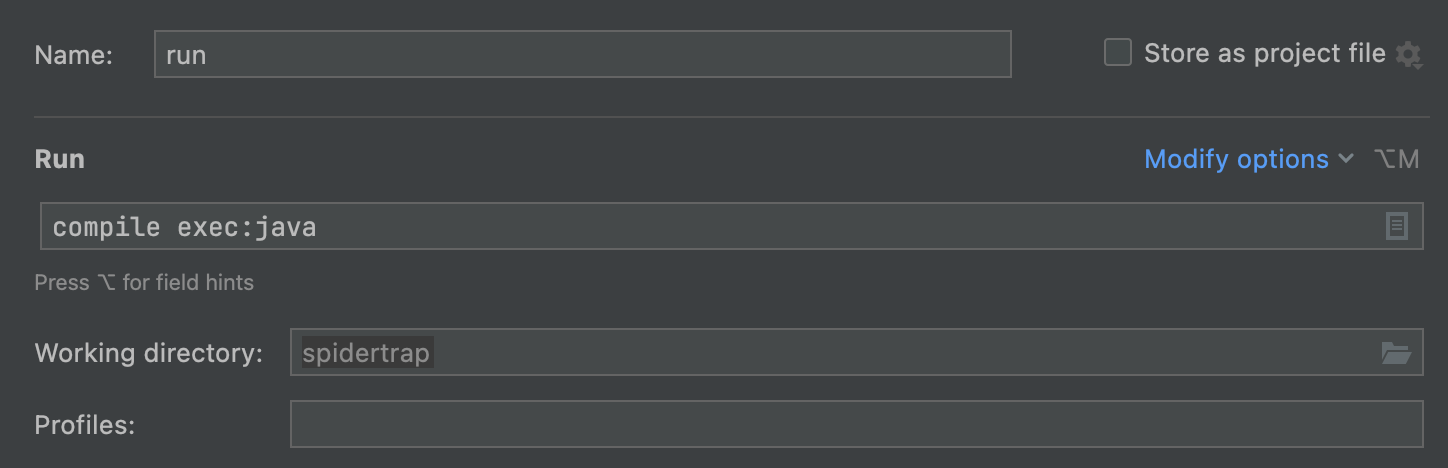 Name: run Store as project file
Run Modify options ⌥M
compile exec:java
Press ⌥ for field hints
Working directory: spidertrap
Profiles: